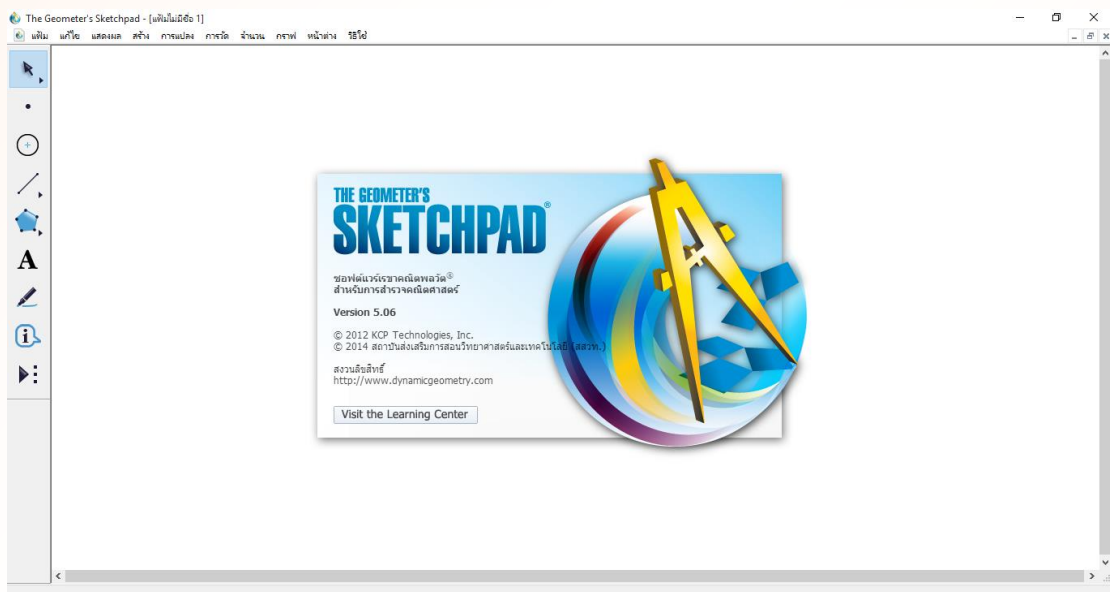 The Geometer's Sketchpad - [แฟ้มไม่มีชื่อ 1]
แฟ้ม แก้ไข แสดงผล สร้าง การแปลง การวัด จำนวน กราฟ หน้าต่าง วิธีใช้
THE GEOMETER'S
SKETCHPAD®
ซอฟต์แวร์เรขาคณิตพลวัต®
สำหรับการสำรวจคณิตศาสตร์
Version 5.06
© 2012 KCP Technologies, Inc.
© 2014 สถาบันส่งเสริมการสอนวิทยาศาสตร์และเทคโนโลยี (สสวท.)
สงวนลิขสิทธิ์
http://www.dynamicgeometry.com
Visit the Learning Center
A
i